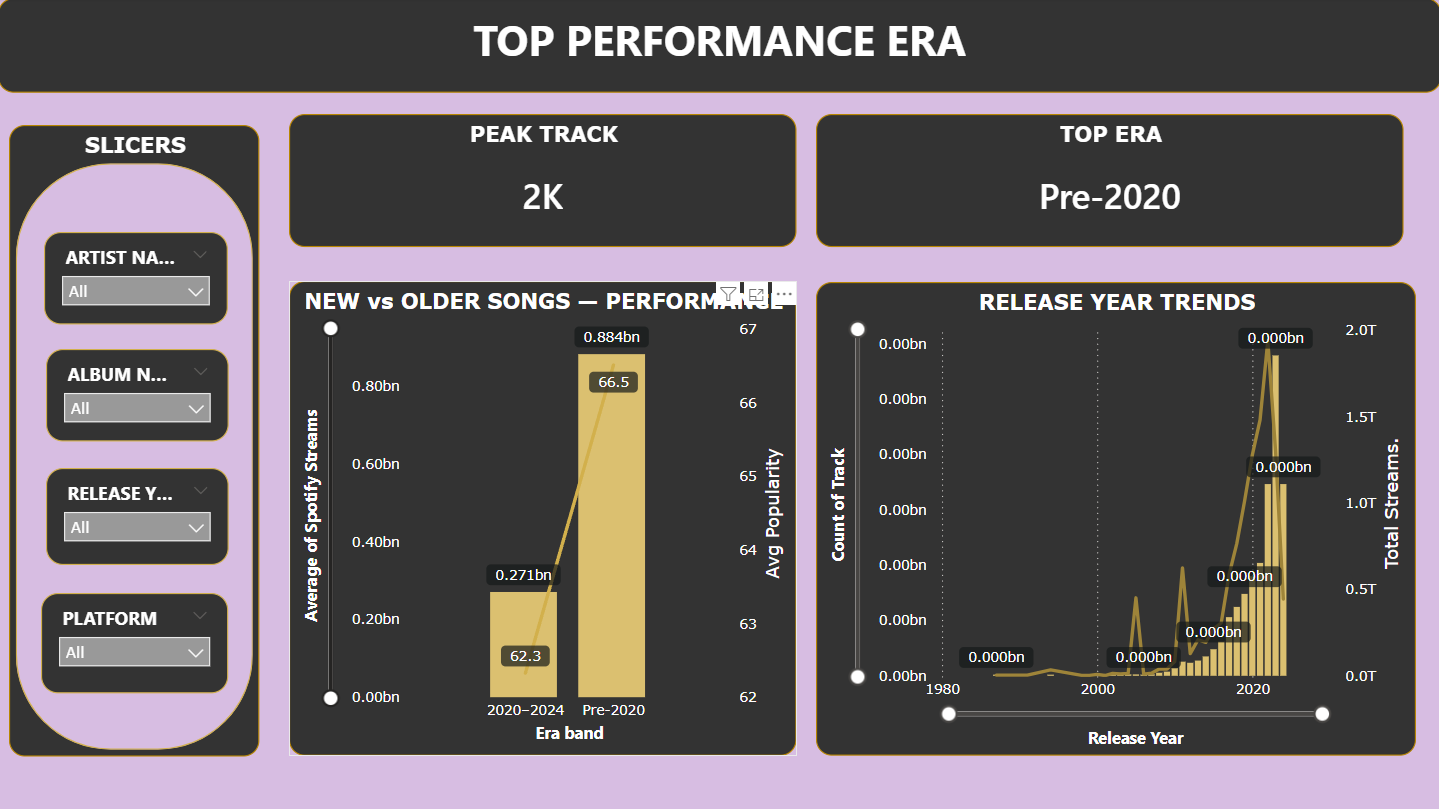 TOP PERFORMANCE ERA
SLICERS
ARTIST NA...
All
ALBUM N...
All
RELEASE Y...
All
PLATFORM
All
PEAK TRACK
2K
TOP ERA
Pre-2020
NEW vs OLDER SONGS — PERFORMANCE
Average of Spotify Streams
0.80bn
0.60bn
0.40bn
0.20bn
0.00bn
0.884bn
66.5
0.271bn
62.3
67
66
65
64
63
62
Avg Popularity
2020–2024
Pre-2020
Era band
RELEASE YEAR TRENDS
Count of Track
0.00bn
0.00bn
0.00bn
0.00bn
0.00bn
0.00bn
0.00bn
0.000bn
0.000bn
0.000bn
0.000bn
0.000bn
0.000bn
2.0T
1.5T
1.0T
0.5T
0.0T
Total Streams.
1980
2000
2020
Release Year